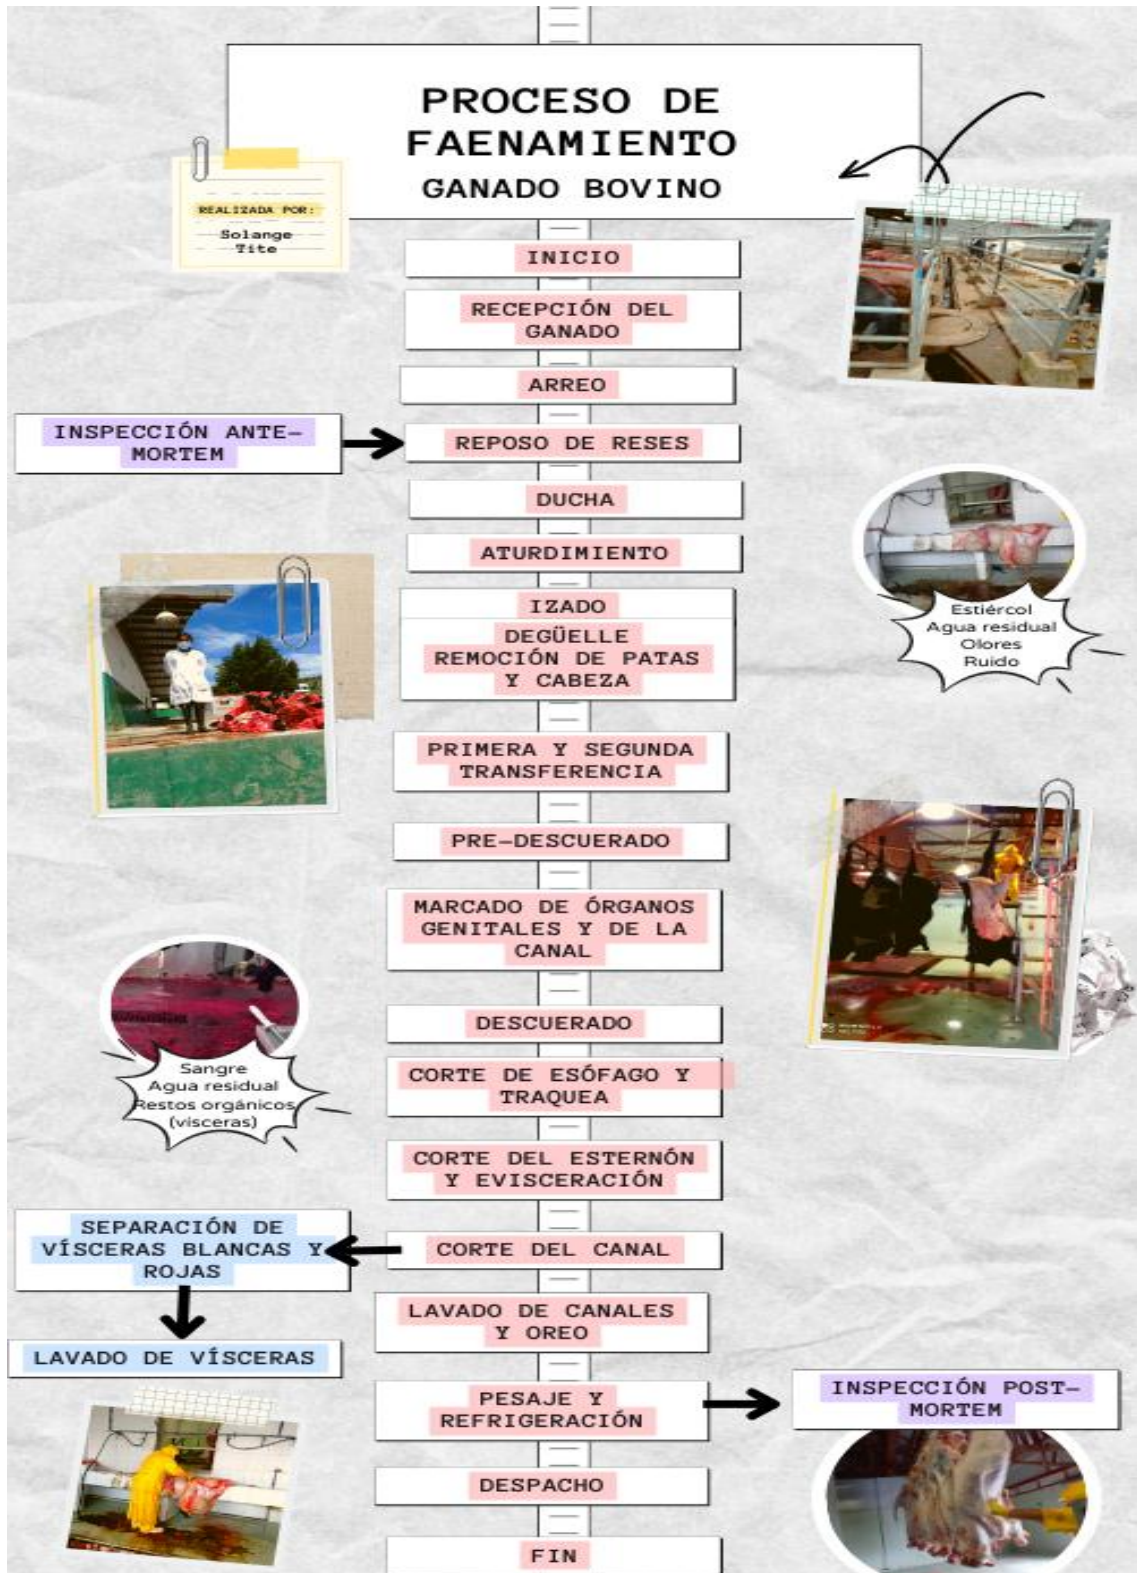 PROCESO DE
FAENAMIENTO
GANADO BOVINO
REALIZADA POR:
Solange
Tite
INICIO
RECEPCIÓN DEL
GANADO
ARREO
INSPECCIÓN ANTE-
MORTEM
REPOSO DE RESES
DUCHA
ATURDIMIENTO
IZADO
DEGÜELLE
REMOCIÓN DE PATAS
Y CABEZA
Estiércol
Agua residual
Olores
Ruido
PRIMERA Y SEGUNDA
TRANSFERENCIA
PRE-DESCUERADO
MARCADO DE ÓRGANOS
GENITALES Y DE LA
CANAL
DESCUERADO
CORTE DE ESÓFAGO Y
TRAQUEA
Sangre
Agua residual
Restos orgánicos
(visceras)
CORTE DEL ESTERNÓN
Y EVISCERACIÓN
CORTE DEL CANAL
SEPARACIÓN DE
VÍSCERAS BLANCAS Y
ROJAS
LAVADO DE VÍSCERAS
LAVADO DE CANALES
Y OREO
PESAJE Y
REFRIGERACIÓN
INSPECCIÓN POST-
MORTEM
DESPACHO
FIN